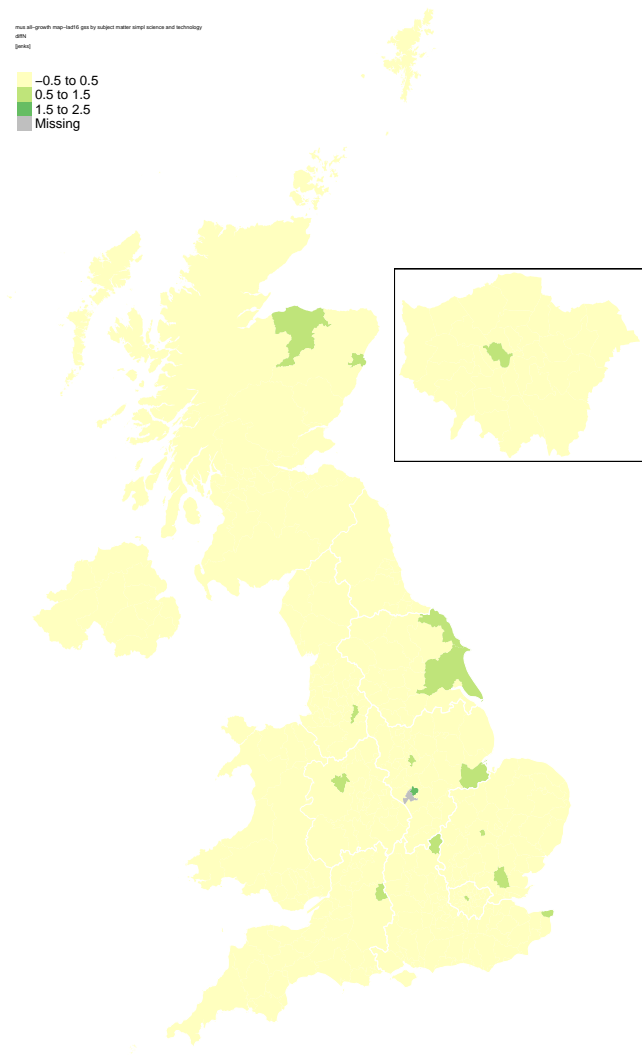 mus all−growth map−lad16 gss by subject matter simpl science and technology
diffN
[jenks]
−0.5 to 0.5
0.5 to 1.5
1.5 to 2.5
Missing